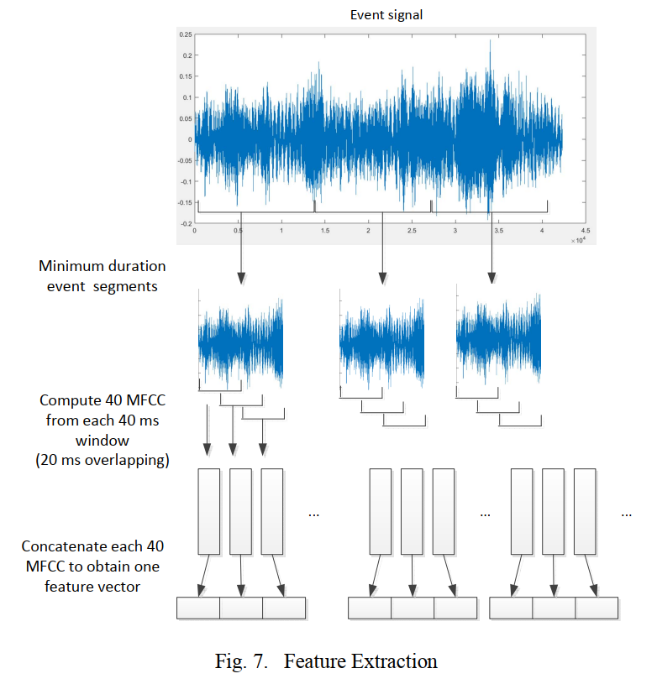 Event signal
0.25
0.2
0.15
0.1
0.05
0
-0.05
-0.1
-0.15
-0.2
0 0.5 1 1.5 2 2.5 3 3.5 4 4.5
×10⁴
Minimum duration
event segments
Compute 40 MFCC
from each 40 ms
window
(20 ms overlapping)
... ... ...
Concatenate each 40
MFCC to obtain one
feature vector
Fig. 7. Feature Extraction